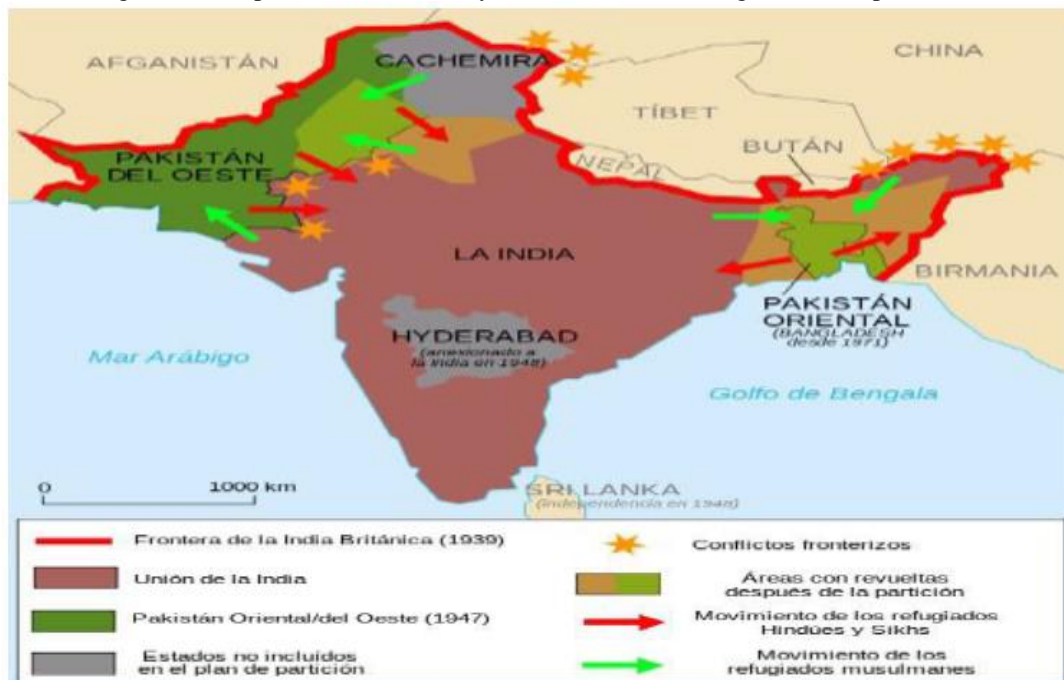 AFGANISTÁN
CACHEMIRA
CHINA
TÍBET
BUTÁN
NEPAL
PAKISTÁN
DEL OESTE
LA INDIA
BIRMANIA
PAKISTÁN
ORIENTAL
(BANGLADESH
desde 1971)
HYDERABAD
(anexionado a
la India en 1948)
Mar Arábigo
Golfo de Bengala
0 1000 km
SRI LANKA
(independencia en 1948)
Frontera de la India Británica (1939)
Conflictos fronterizos
Unión de la India
Áreas con revueltas
después de la partición
Pakistán Oriental/del Oeste (1947)
Movimiento de los refugiados
Hindúes y Sikhs
Estados no incluídos
en el plan de partición
Movimiento de los
refugiados musulmanes